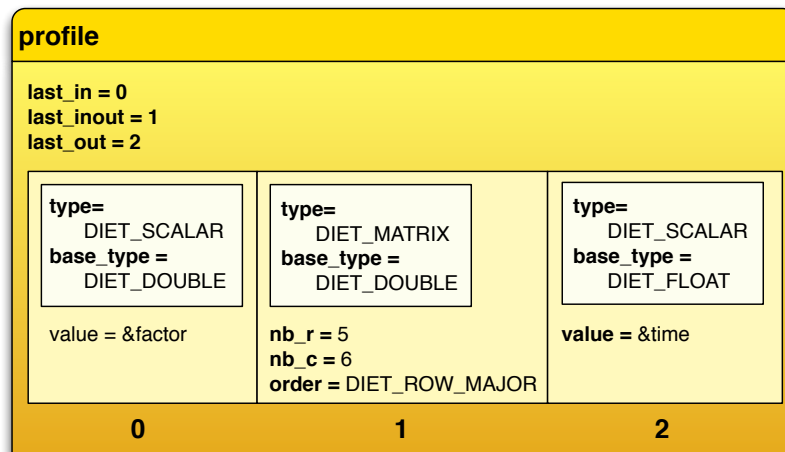 profile
last_in = 0
last_inout = 1
last_out = 2
type=
DIET_SCALAR
base_type =
DIET_DOUBLE
value = &factor
0
type=
DIET_MATRIX
base_type =
DIET_DOUBLE
nb_r = 5
nb_c = 6
order = DIET_ROW_MAJOR
1
type=
DIET_SCALAR
base_type =
DIET_FLOAT
value = &time
2